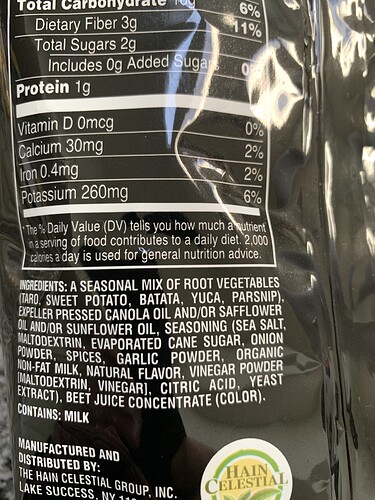 Total Carbohydrate 6%
Dietary Fiber 3g 11%
Total Sugars 2g
Includes 0g Added Sugars
Protein 1g
Vitamin D 0mcg 0%
Calcium 30mg 2%
Iron 0.4mg 2%
Potassium 260mg 6%
* The % Daily Value (DV) tells you how much a nutrient
in a serving of food contributes to a daily diet. 2,000
calories a day is used for general nutrition advice.
INGREDIENTS: A SEASONAL MIX OF ROOT VEGETABLES
(TARO, SWEET POTATO, BATATA, YUCA, PARSNIP),
EXPELLER PRESSED CANOLA OIL AND/OR SAFFLOWER
OIL AND/OR SUNFLOWER OIL, SEASONING (SEA SALT,
MALTODEXTRIN, EVAPORATED CANE SUGAR, ONION
POWDER, SPICES, GARLIC POWDER, ORGANIC
NON-FAT MILK, NATURAL FLAVOR, VINEGAR POWDER
[MALTODEXTRIN, VINEGAR], CITRIC ACID, YEAST
EXTRACT), BEET JUICE CONCENTRATE (COLOR).
CONTAINS: MILK
MANUFACTURED AND
DISTRIBUTED BY:
THE HAIN CELESTIAL GROUP, INC.
LAKE SUCCESS, NY
HAIN
CELESTIAL